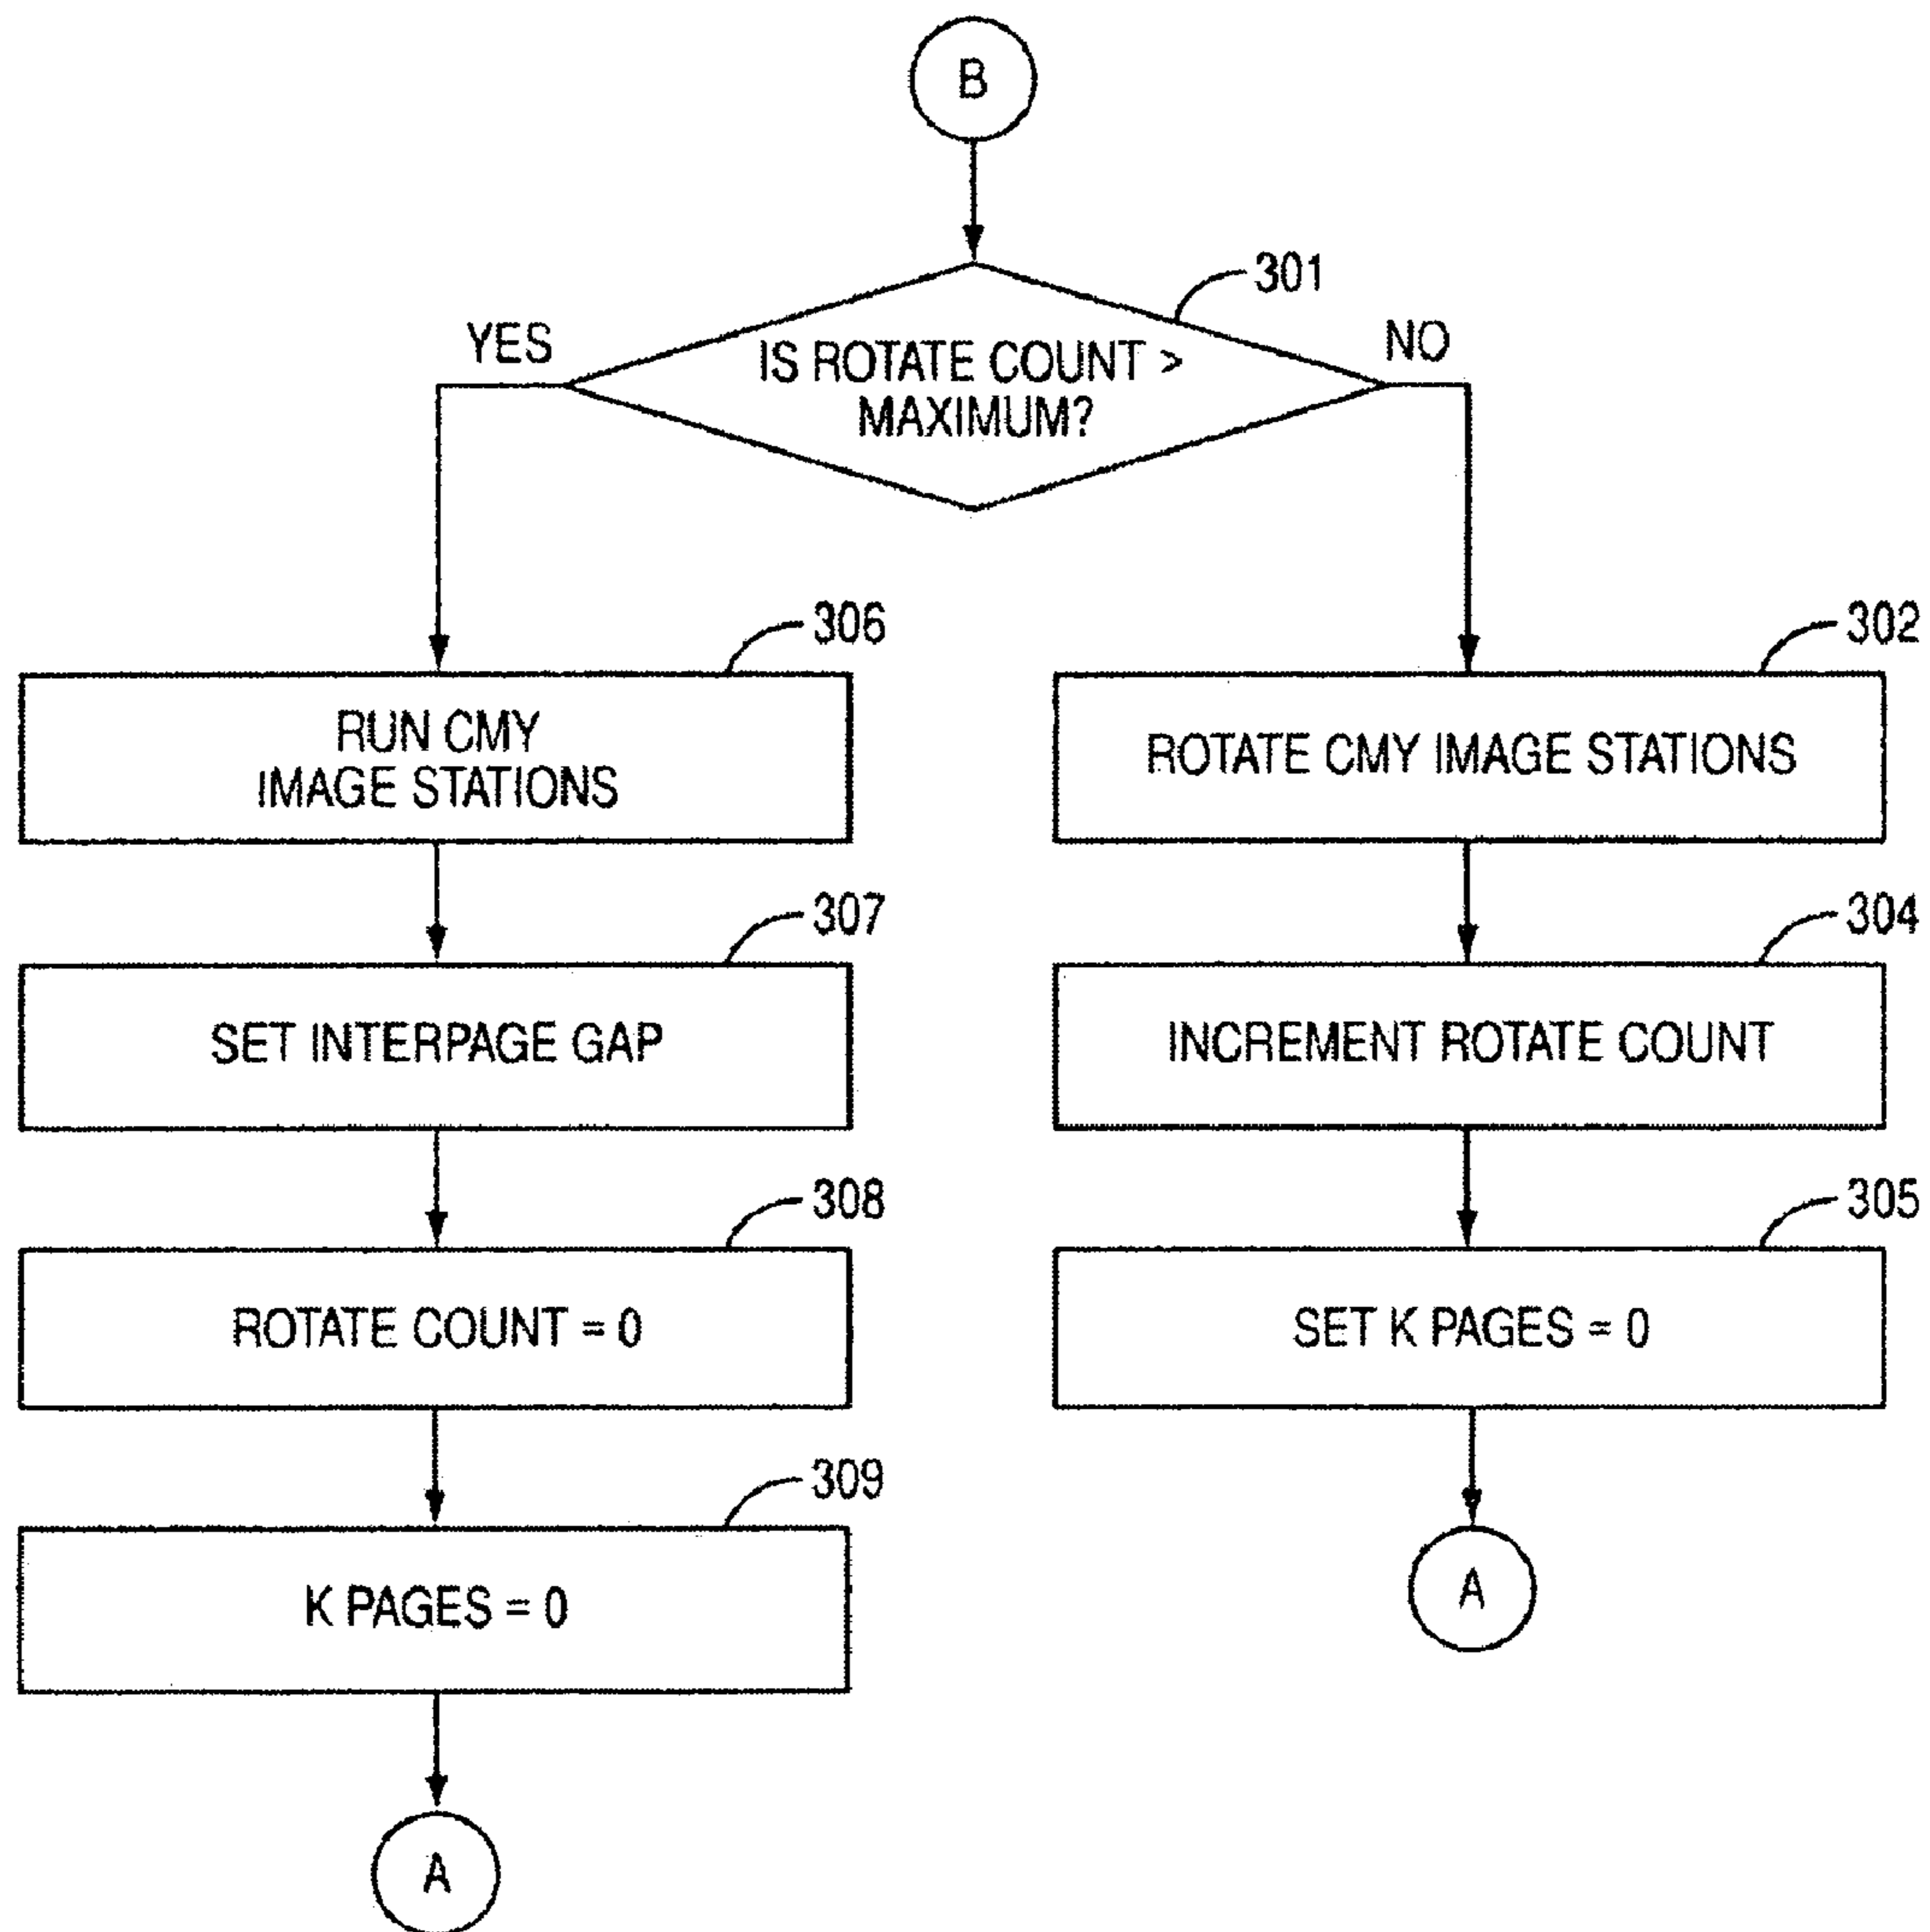 B
301
YES
NO
IS ROTATE COUNT >
MAXIMUM?
306
RUN CMY
IMAGE STATIONS
307
SET INTERPAGE GAP
308
ROTATE COUNT = 0
309
K PAGES = 0
A
302
ROTATE CMY IMAGE STATIONS
304
INCREMENT ROTATE COUNT
305
SET K PAGES = 0
A